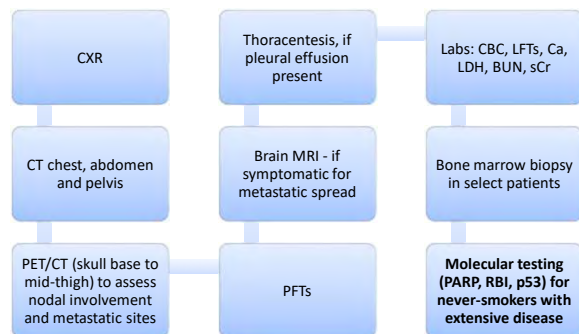 CXR
CT chest, abdomen
and pelvis
PET/CT (skull base to
mid-thigh) to assess
nodal involvement
and metastatic sites
PFTs
Brain MRI - if
symptomatic for
metastatic spread
Thoracentesis, if
pleural effusion
present
Labs: CBC, LFTs, Ca,
LDH, BUN, sCr
Bone marrow biopsy
in select patients
Molecular testing
(PARP, RBI, p53) for
never-smokers with
extensive disease